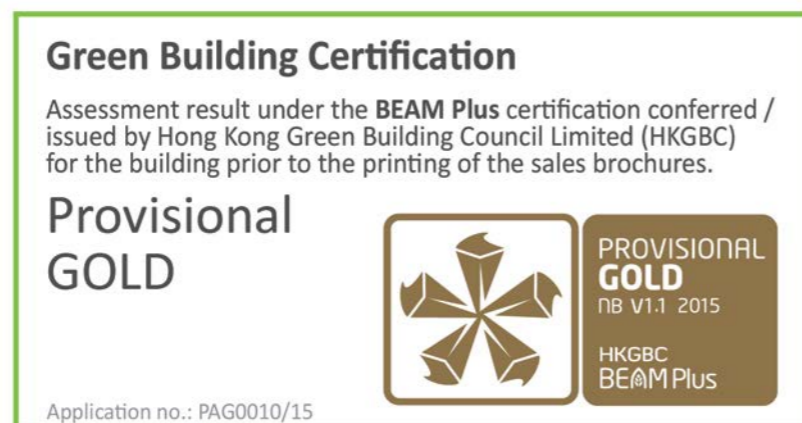 Green Building Certification
Assessment result under the BEAM Plus certification conferred /
issued by Hong Kong Green Building Council Limited (HKGBC)
for the building prior to the printing of the sales brochures.
Provisional
GOLD
PROVISIONAL
GOLD
NB V1.1 2015
HKGBC
BEAM Plus
Application no.: PAG0010/15